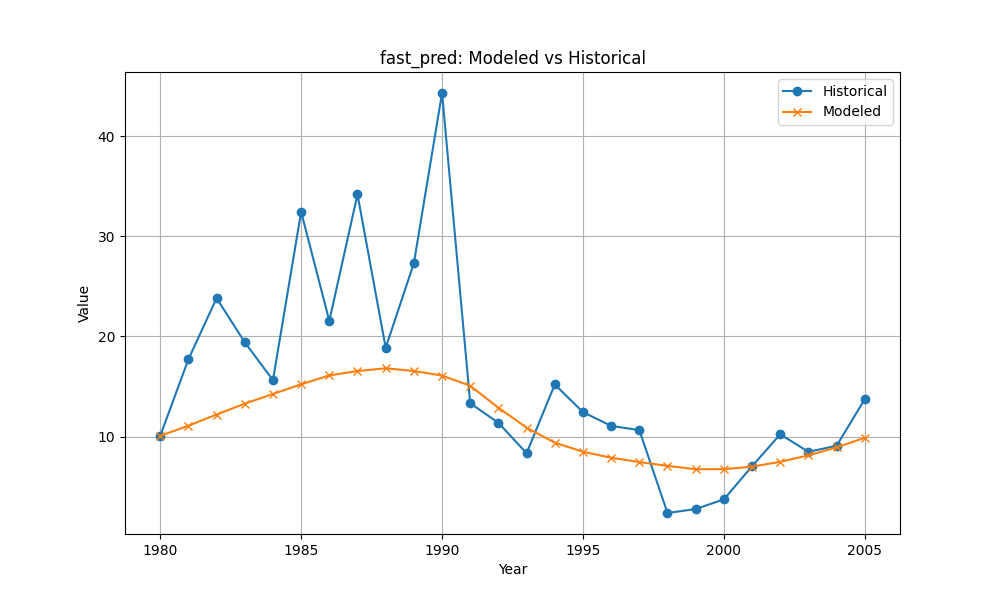 fast_pred: Modeled vs Historical
Historical
Modeled
Value
40
30
20
10
1980
1985
1990
1995
2000
2005
Year